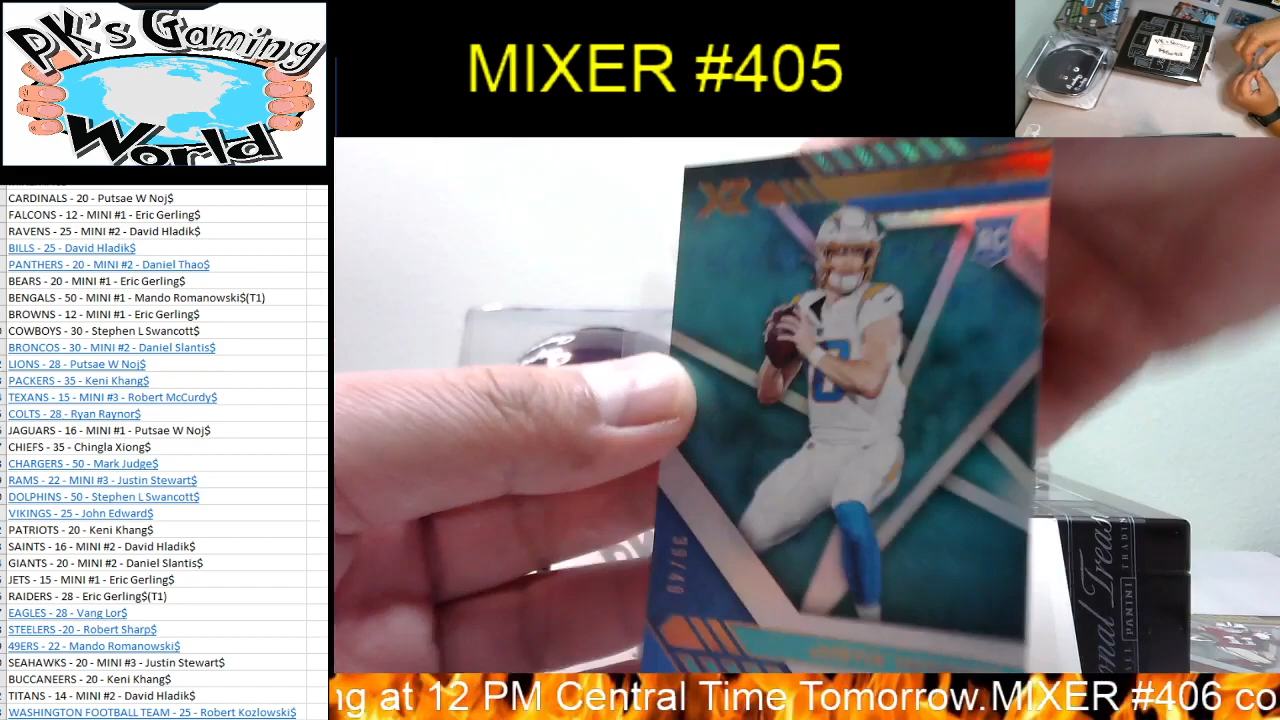 PK's Gaming
World
MIXER #405
CARDINALS - 20 - Putsae W Noj$
FALCONS - 12 - MINI #1 - Eric Gerling$
RAVENS - 25 - MINI #2 - David Hladik$
BILLS - 25 - David Hladik$
PANTHERS - 20 - MINI #2 - Daniel Thao$
BEARS - 20 - MINI #1 - Eric Gerling$
BENGALS - 50 - MINI #1 - Mando Romanowski$(T1)
BROWNS - 12 - MINI #1 - Eric Gerling$
COWBOYS - 30 - Stephen L Swancott$
BRONCOS - 30 - MINI #2 - Daniel Slantis$
LIONS - 28 - Putsae W Noj$
PACKERS - 35 - Keni Khang$
TEXANS - 15 - MINI #3 - Robert McCurdy$
COLTS - 28 - Ryan Raynor$
JAGUARS - 16 - MINI #1 - Putsae W Noj$
CHIEFS - 35 - Chingla Xiong$
CHARGERS - 50 - Mark Judge$
RAMS - 22 - MINI #3 - Justin Stewart$
DOLPHINS - 50 - Stephen L Swancott$
VIKINGS - 25 - John Edward$
PATRIOTS - 20 - Keni Khang$
SAINTS - 16 - MINI #2 - David Hladik$
GIANTS - 20 - MINI #2 - Daniel Slantis$
JETS - 15 - MINI #1 - Eric Gerling$
RAIDERS - 28 - Eric Gerling$(T1)
EAGLES - 28 - Vang Lor$
STEELERS -20 - Robert Sharp$
49ERS - 22 - Mando Romanowski$
SEAHAWKS - 20 - MINI #3 - Justin Stewart$
BUCCANEERS - 20 - Keni Khang$
TITANS - 14 - MINI #2 - David Hladik$
WASHINGTON FOOTBALL TEAM - 25 - Robert Kozlowski$
XR
RC
39/49
onal Treas
PANINI
ng at 12 PM Central Time Tomorrow.MIXER #406 co